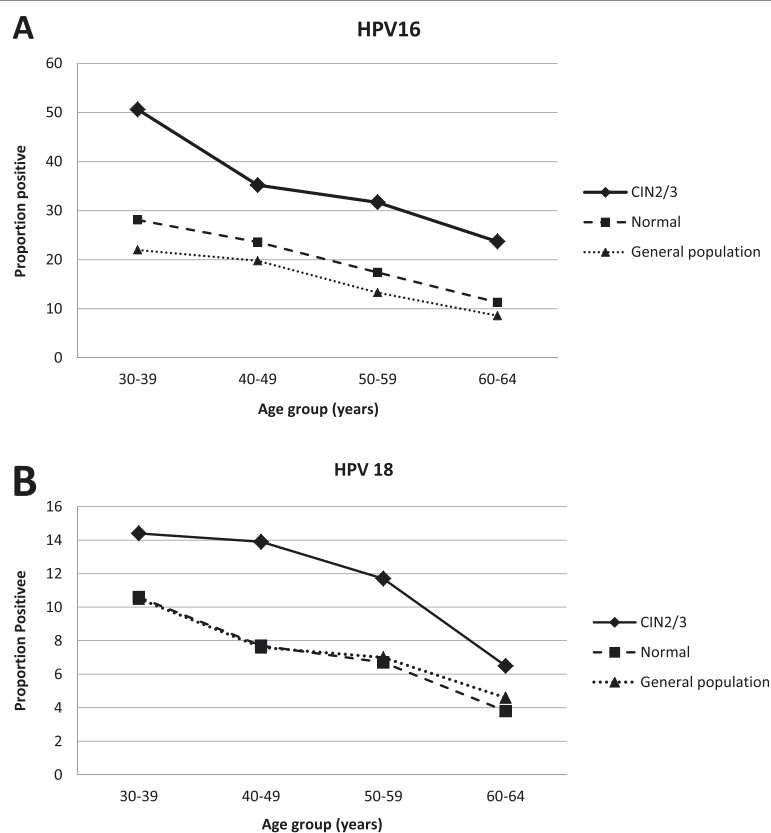 A
HPV16
60
50
40
30
20
10
0
Proportion positive
30-39 40-49 50-59 60-64
Age group (years)
CIN2/3
Normal
General population
B
HPV 18
16
14
12
10
8
6
4
2
0
Proportion Positivee
30-39 40-49 50-59 60-64
Age group (years)
CIN2/3
Normal
General population